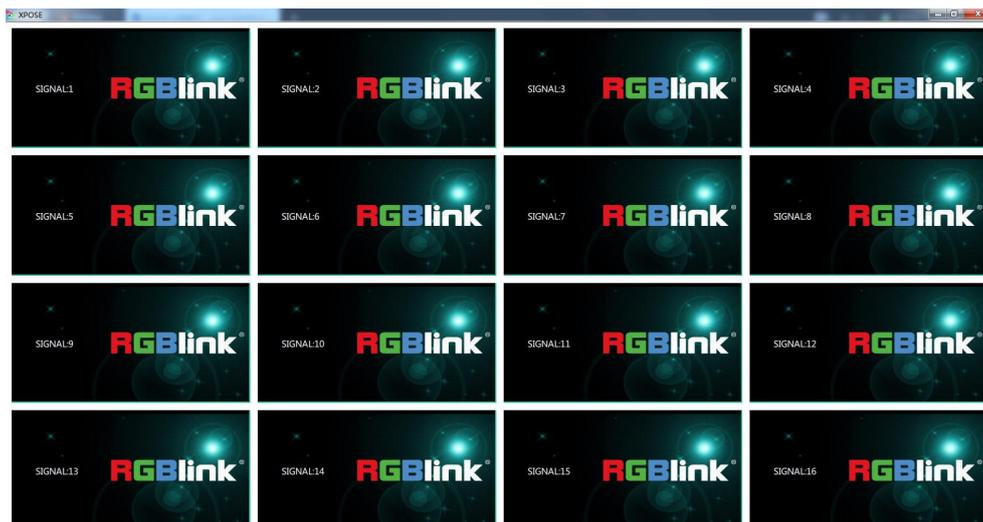 XPOSE
SIGNAL:1 RGBlink®
SIGNAL:2 RGBlink®
SIGNAL:3 RGBlink®
SIGNAL:4 RGBlink®
SIGNAL:5 RGBlink®
SIGNAL:6 RGBlink®
SIGNAL:7 RGBlink®
SIGNAL:8 RGBlink®
SIGNAL:9 RGBlink®
SIGNAL:10 RGBlink®
SIGNAL:11 RGBlink®
SIGNAL:12 RGBlink®
SIGNAL:13 RGBlink®
SIGNAL:14 RGBlink®
SIGNAL:15 RGBlink®
SIGNAL:16 RGBlink®